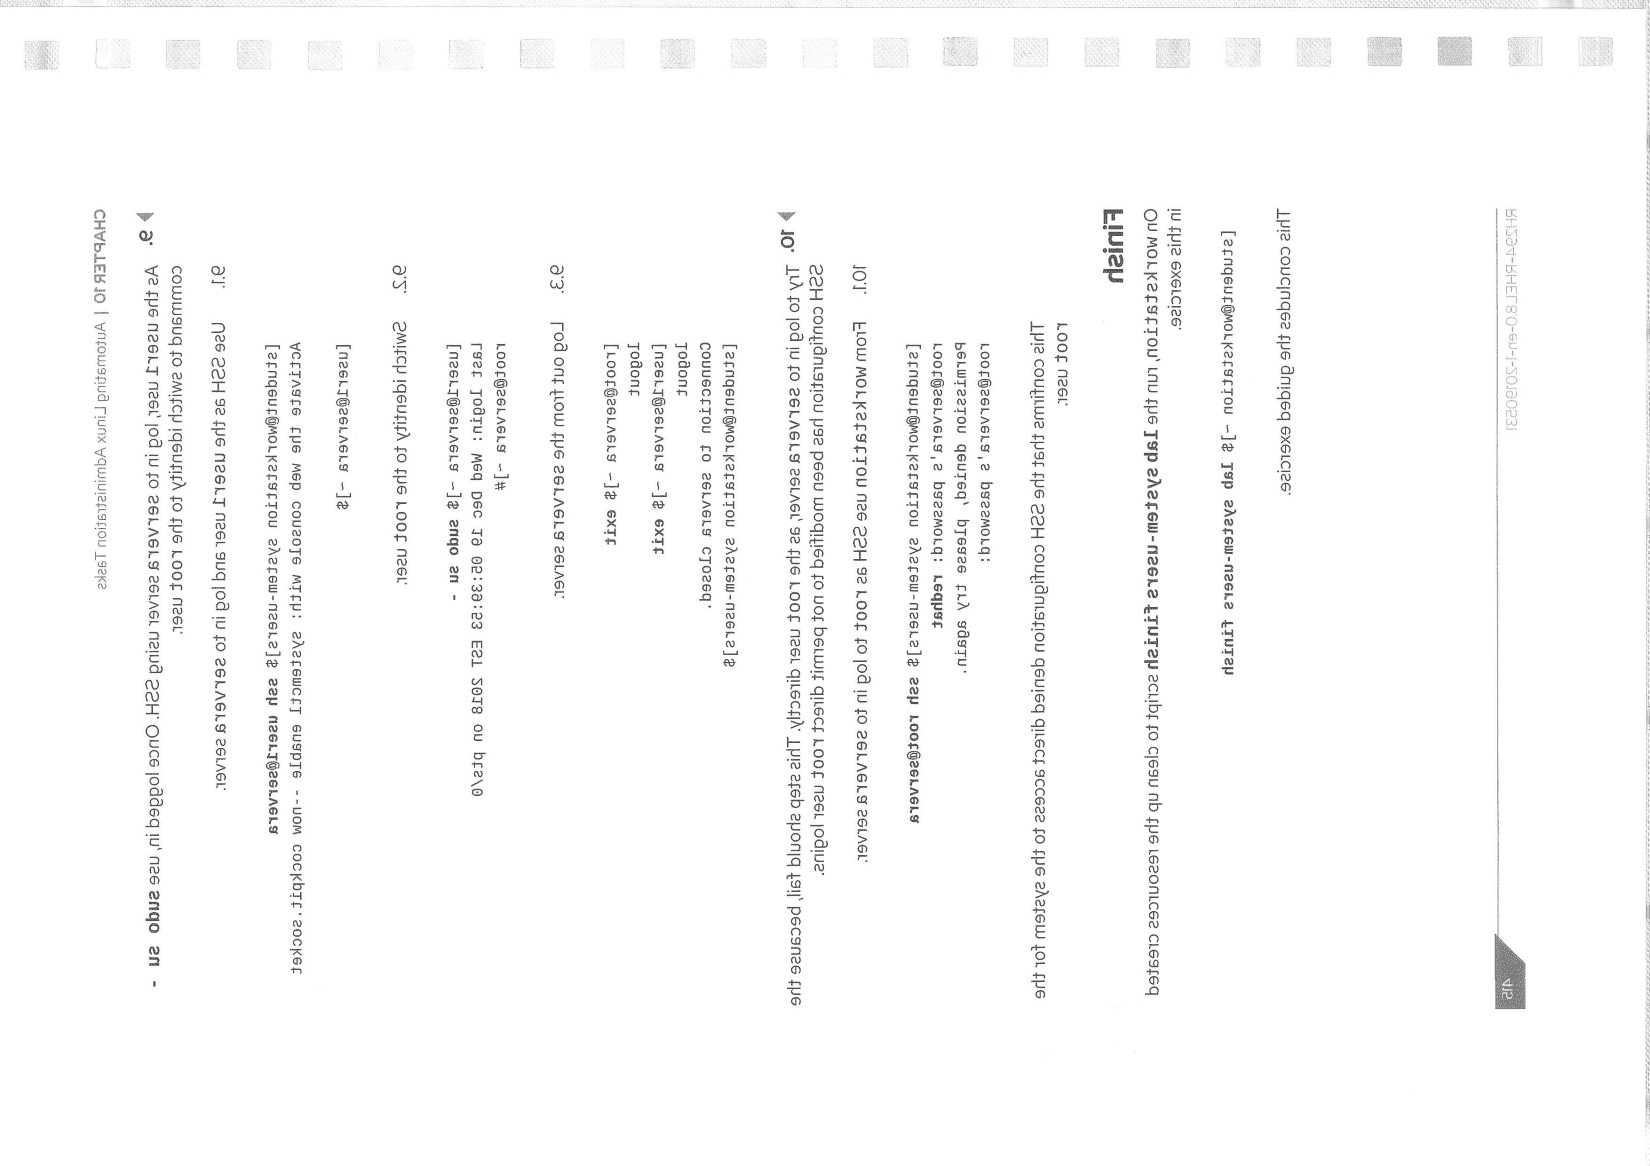 CHAPTER 10 | Automating Linux Administration Tasks
9. As the user1 user, log in to servera server using SSH. Once logged in, use sudo su -
command to switch identity to the root user.
9.1. Use SSH as the user1 user and log in to servera server.
[student@workstation system-users]$ ssh user1@servera
Activate the web console with: systemctl enable --now cockpit.socket
[user1@servera ~]$
9.2. Switch identity to the root user.
[user1@servera ~]$ sudo su -
Last login: Wed Dec 19 05:39:53 EST 2018 on pts/0
root@servera ~]#
9.3. Log out from the servera server.
[root@servera ~]$ exit
logout
[user1@servera ~]$ exit
logout
Connection to servera closed.
[student@workstation system-users]$
10. Try to log in to servera server, as the root user directly. This step should fail, because the
SSH configuration has been modified to not permit direct root user logins.
10.1. From workstation use SSH as root to log in to servera server.
[student@workstation system-users]$ ssh root@servera
root@servera's password: redhat
Permission denied, please try again.
root@servera's password:
This confirms that the SSH configuration denied direct access to the system for the
root user.
Finish
On workstation, run the lab system-users finish script to clean up the resources created
in this exercise.
[student@workstation ~]$ lab system-users finish
This concludes the guided exercise.
RH294-RHEL8.0-en-1-20190531
415